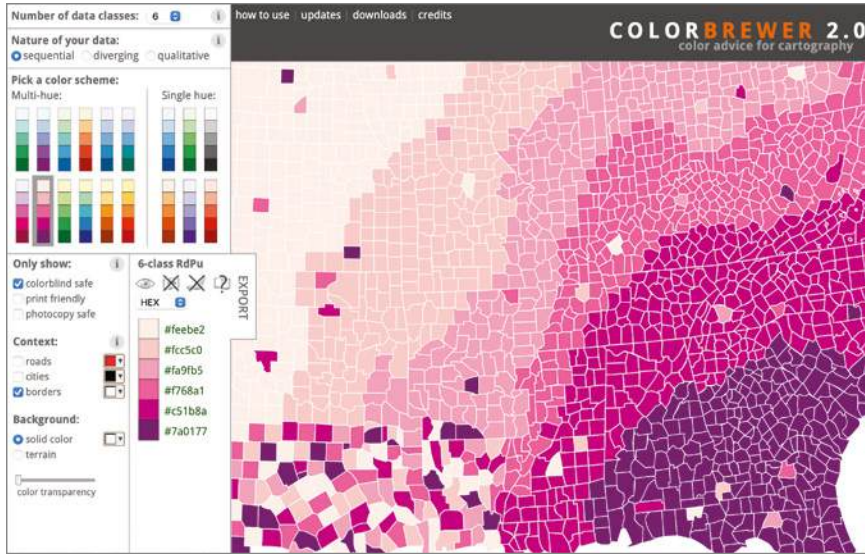 Number of data classes: 6 i
how to use | updates | downloads | credits
COLORBREWER 2.0
color advice for cartography
Nature of your data: i
sequential diverging qualitative
Pick a color scheme:
Multi-hue: Single hue:
Only show: i
colorblind safe
print friendly
photocopy safe
Context: i
roads
cities
borders
Background:
solid color
terrain
color transparency
6-class RdPu
?
HEX
EXPORT
#feebe2
#fcc5c0
#fa9fb5
#f768a1
#c51b8a
#7a0177